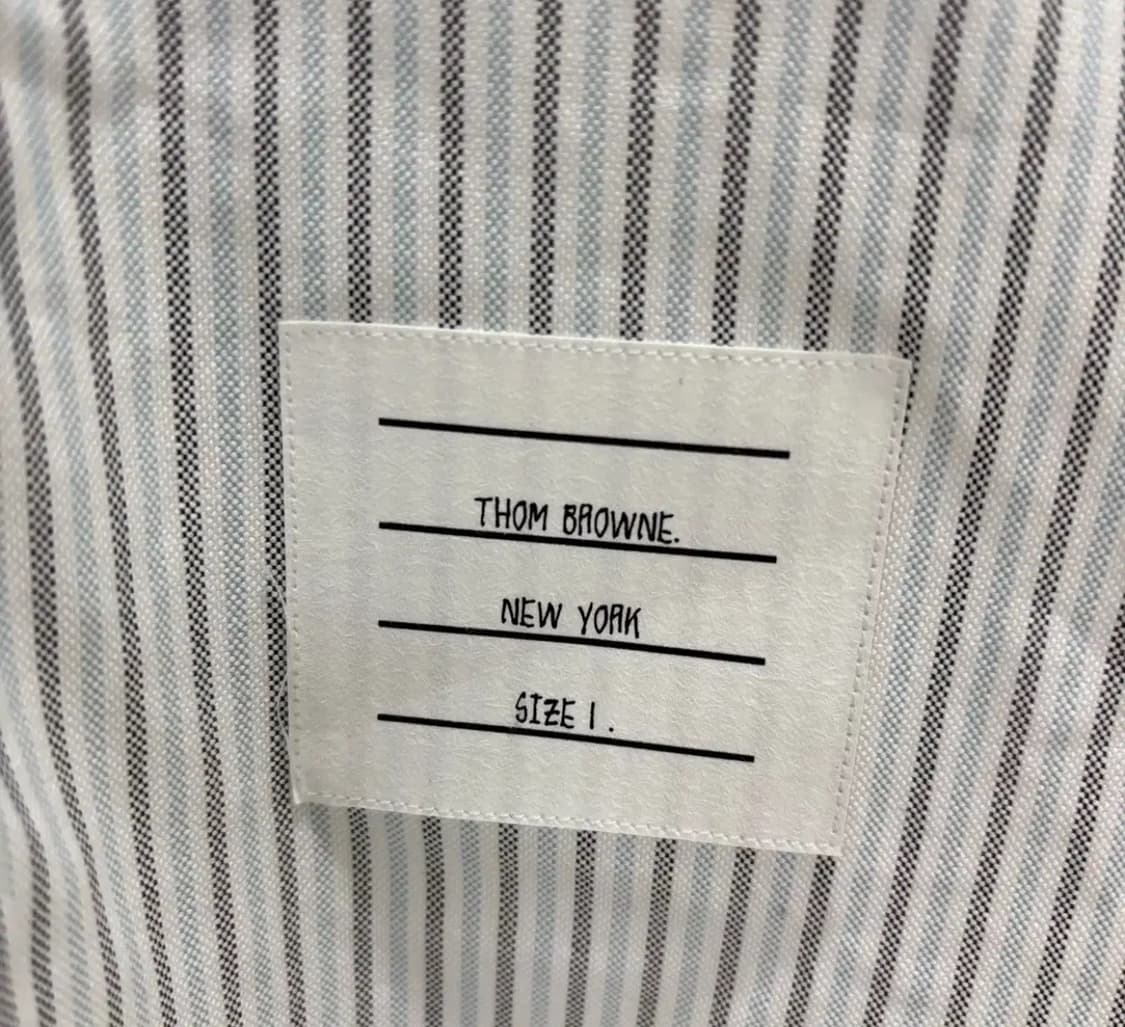 THOM BROWNE.
NEW YORK
SIZE 1.